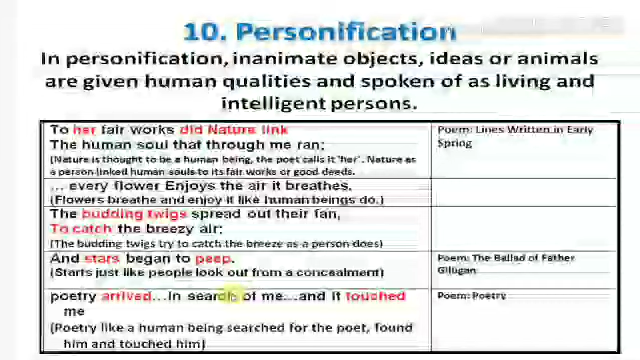 10. Personification
In personification, inanimate objects, ideas or animals
are given human qualities and spoken of as living and
intelligent persons.
To her fair works did Nature link
The human soul that through me ran;
(Nature is thought to be a human being, the poet calls it 'her'. Nature as
a person linked human souls to its fair works or good deeds.
Poem: Lines Written in Early
Spring
... every flower Enjoys the air it breathes.
(Flowers breathe and enjoy it like human beings do.)
The budding twigs spread out their fan,
To catch the breezy air;
(The budding twigs try to catch the breeze as a person does)
And stars began to peep.
(Starts just like people look out from a concealment)
Poem: The Ballad of Father
Gilligan
poetry arrived...in search of me...and it touched
me
(Poetry like a human being searched for the poet, found
him and touched him)
Poem: Poetry